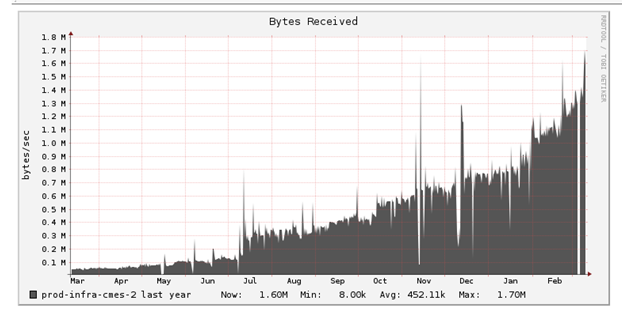 Bytes Received
RRDTOOL / TOBI OETIKER
bytes/sec
1.8 M
1.7 M
1.6 M
1.5 M
1.4 M
1.3 M
1.2 M
1.1 M
1.0 M
0.9 M
0.8 M
0.7 M
0.6 M
0.5 M
0.4 M
0.3 M
0.2 M
0.1 M
Mar Apr May Jun Jul Aug Sep Oct Nov Dec Jan Feb
prod-infra-cmes-2 last year Now: 1.60M Min: 8.00k Avg: 452.11k Max: 1.70M